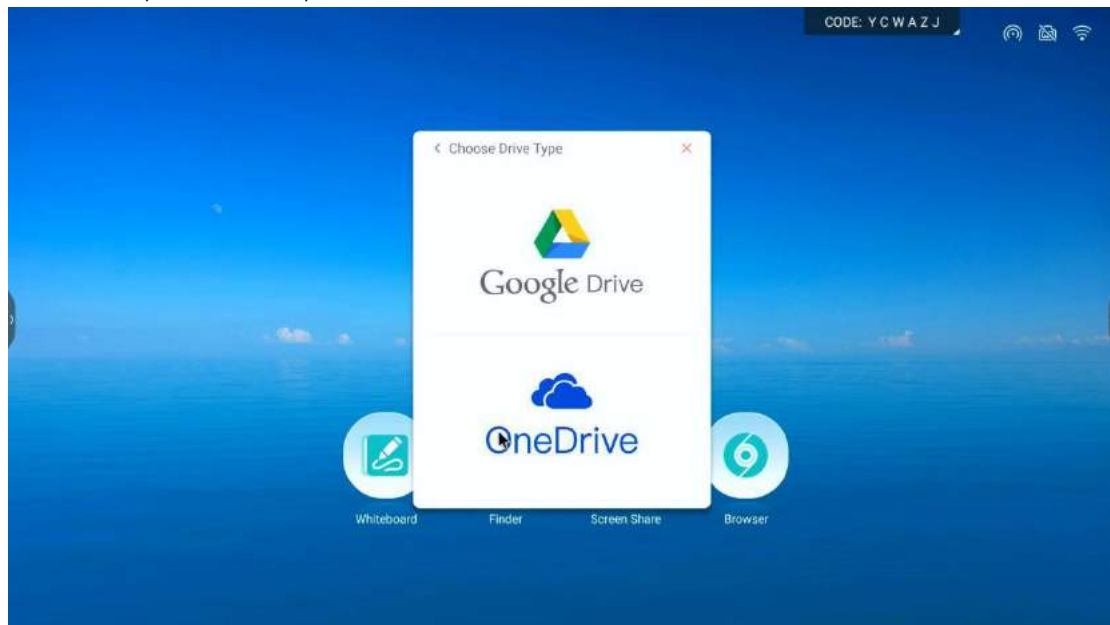 CODE: Y C W A Z J
Choose Drive Type
Google Drive
OneDrive
Whiteboard
Finder
Screen Share
Browser